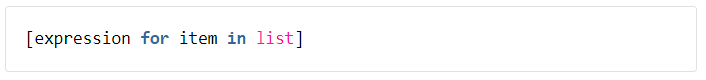 [expression for item in list]